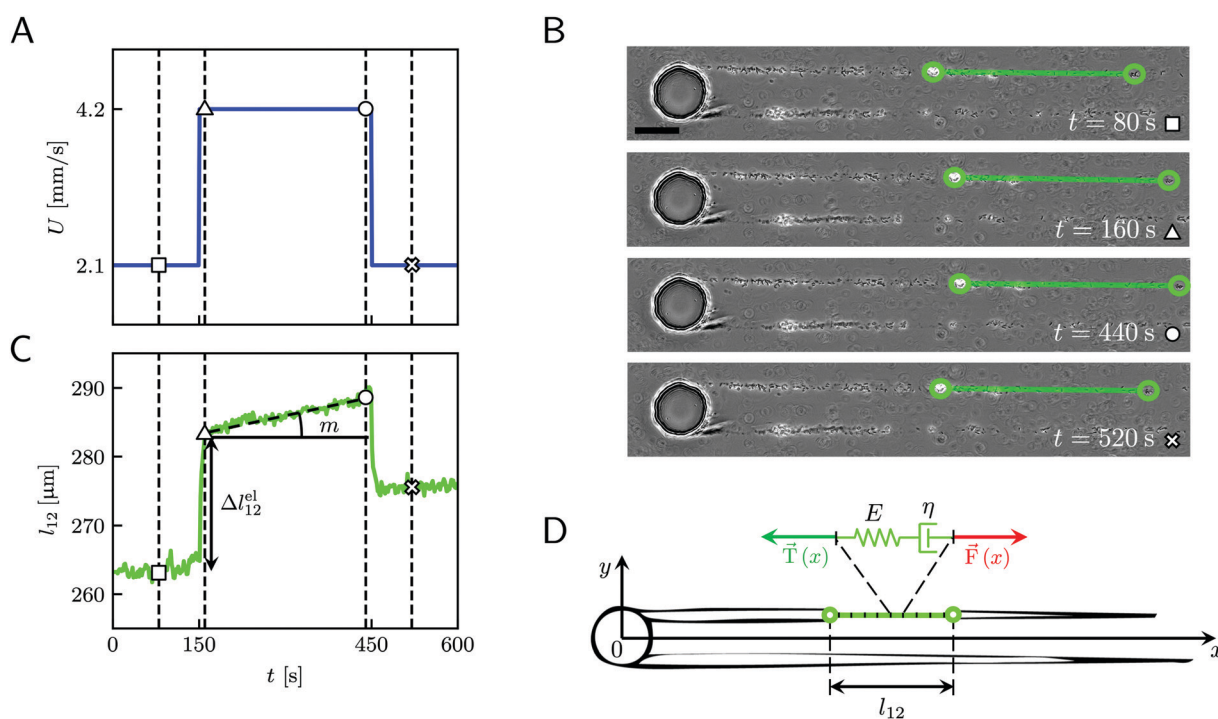 A
4.2
2.1
U [mm/s]
B
t = 80 s
t = 160 s
t = 440 s
t = 520 s
C
290
280
270
260
l₁₂ [µm]
Δl₁₂ᵉˡ
m
0 150 450 600
t [s]
D
E η
T⃗ (x) F⃗ (x)
y
0 x
l₁₂